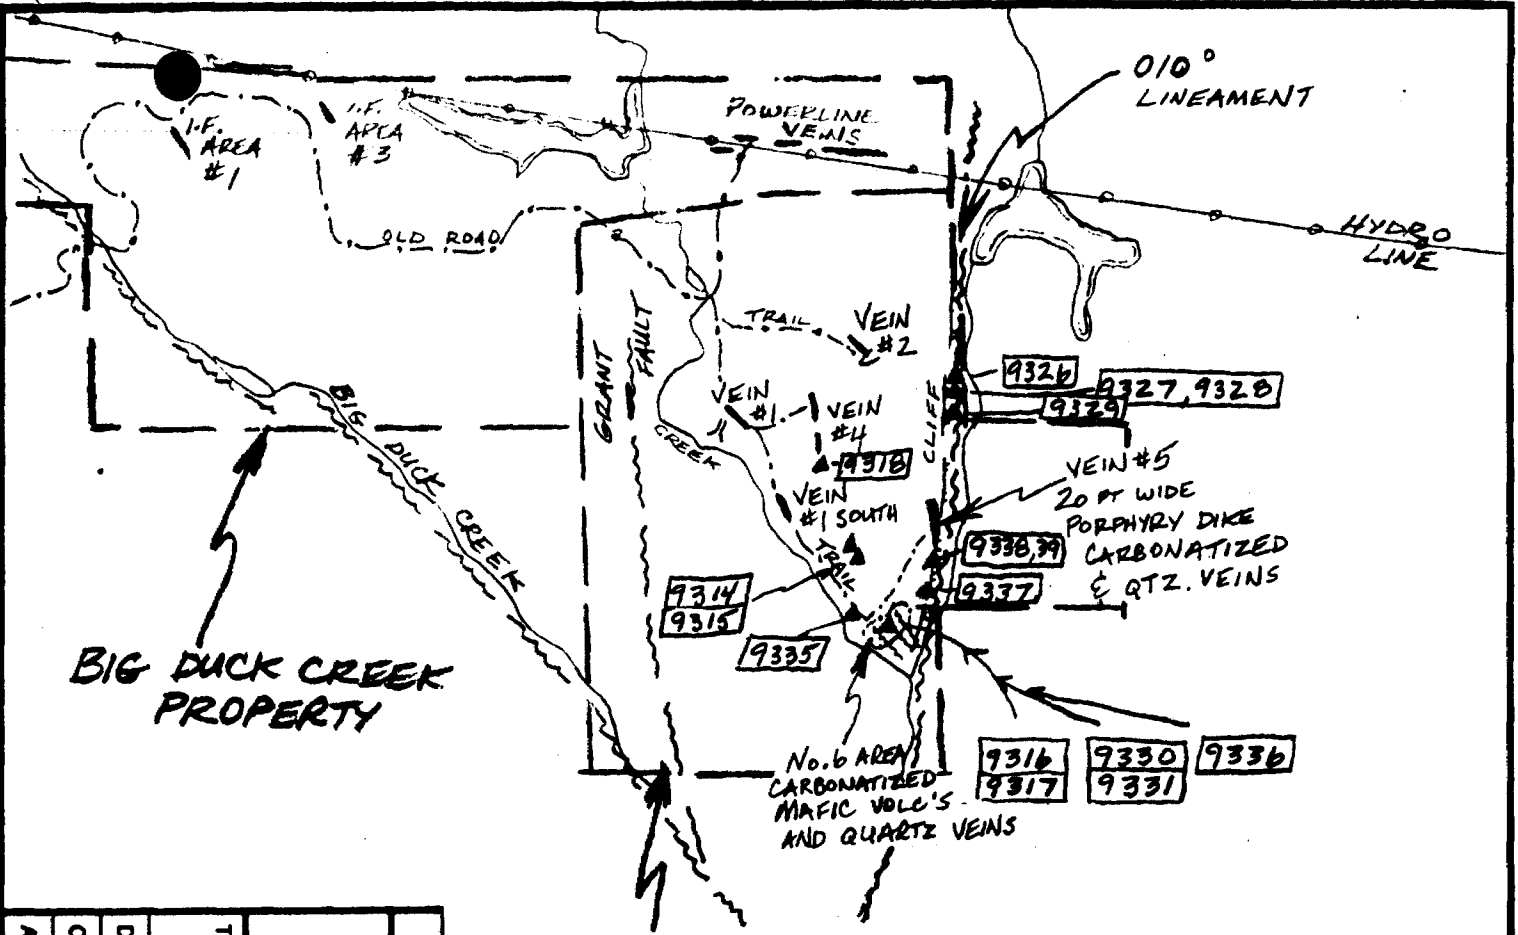 010°
LINEAMENT
POWERLINE
VEINS
I.F.
AREA
#1
I.F.
AREA
#3
OLD ROAD
HYDRO
LINE
GRANT
FAULT
TRAIL
VEIN
#2
VEIN
#1
VEIN
#4
CREEK
CLIFF
9326
9327, 9328
9329
9318
BIG DUCK CREEK
VEIN #5
20 FT WIDE
PORPHYRY DIKE
CARBONATIZED
& QTZ. VEINS
VEIN
#1 SOUTH
TRAIL
9338,39
9337
9314
9315
9335
BIG DUCK CREEK
PROPERTY
No.6 AREA
CARBONATIZED
MAFIC VOLC'S
AND QUARTZ VEINS
9316
9317
9330
9331
9336